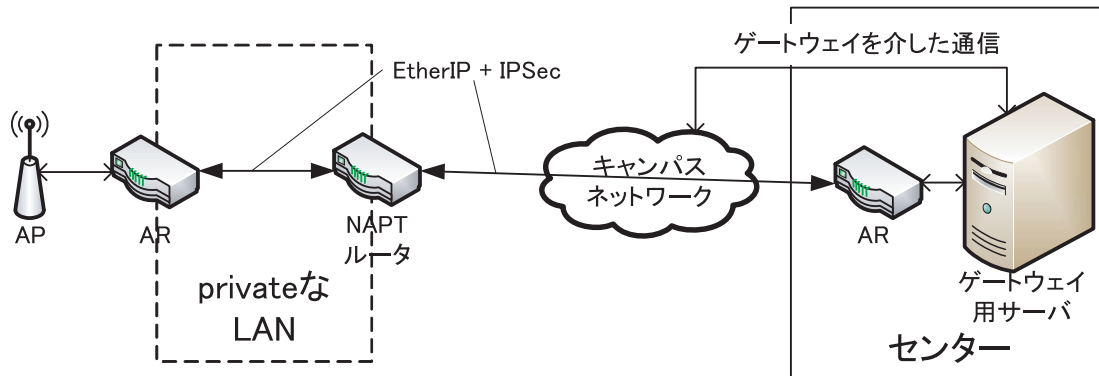 ゲートウェイを介した通信
EtherIP + IPSec
キャンパス
ネットワーク
AP
AR
NAPT
ルータ
AR
privateな
LAN
ゲートウェイ
用サーバ
センター